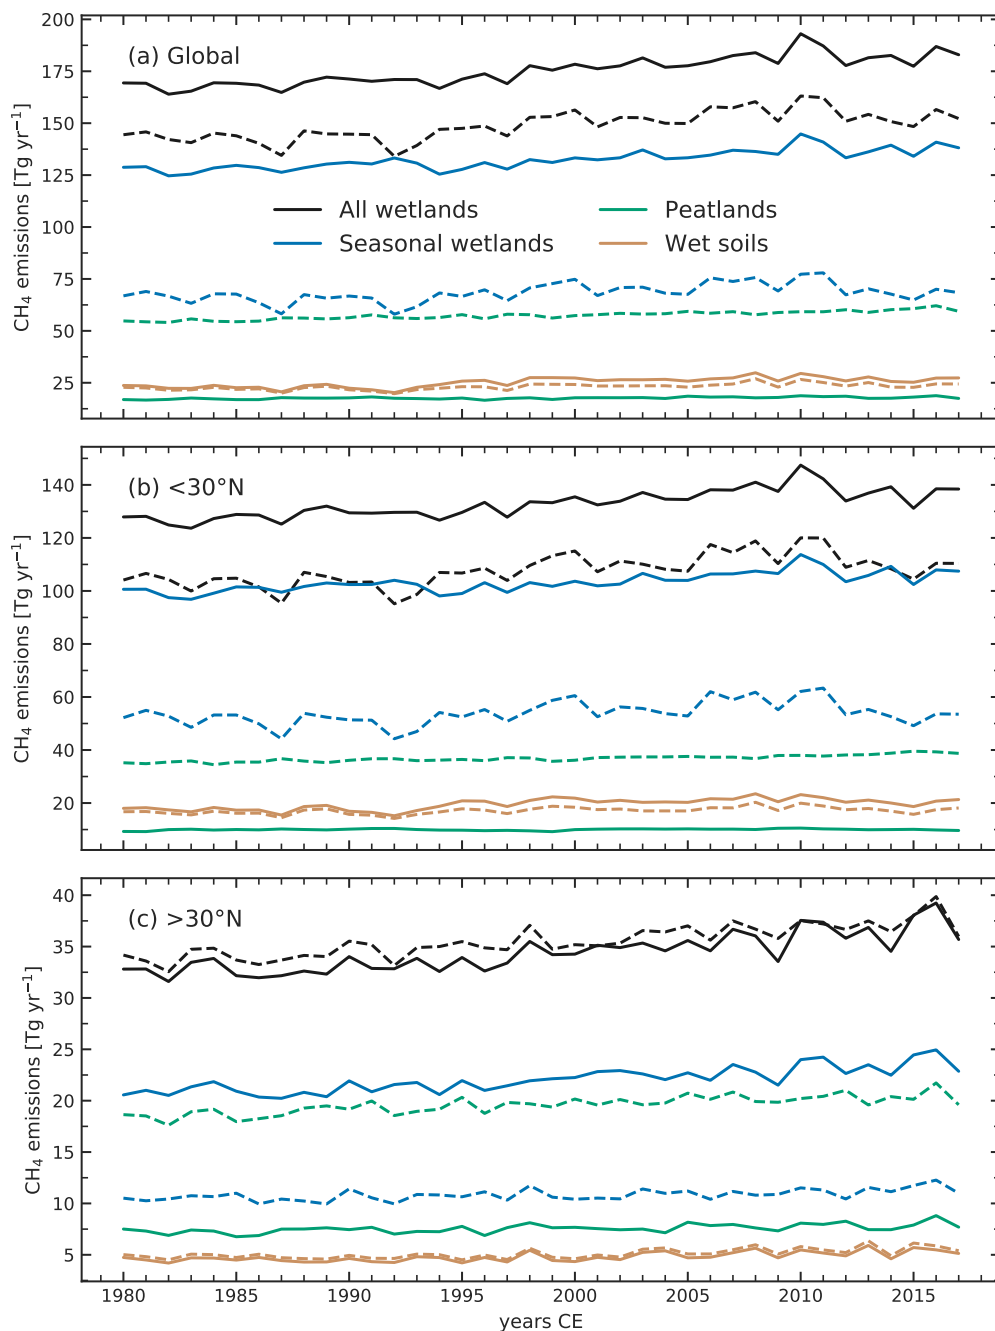 200
(a) Global
175
150
125
100
75
50
25
CH₄ emissions [Tg yr⁻¹]
All wetlands
Peatlands
Seasonal wetlands
Wet soils
(b) <30°N
140
120
100
80
60
40
20
CH₄ emissions [Tg yr⁻¹]
(c) >30°N
40
35
30
25
20
15
10
5
CH₄ emissions [Tg yr⁻¹]
1980 1985 1990 1995 2000 2005 2010 2015
years CE